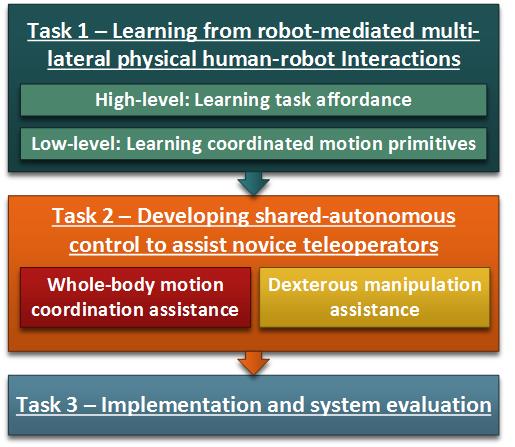 Task 1 – Learning from robot-mediated multi-
lateral physical human-robot Interactions
High-level: Learning task affordance
Low-level: Learning coordinated motion primitives
Task 2 – Developing shared-autonomous
control to assist novice teleoperators
Whole-body motion
coordination assistance
Dexterous manipulation
assistance
Task 3 – Implementation and system evaluation